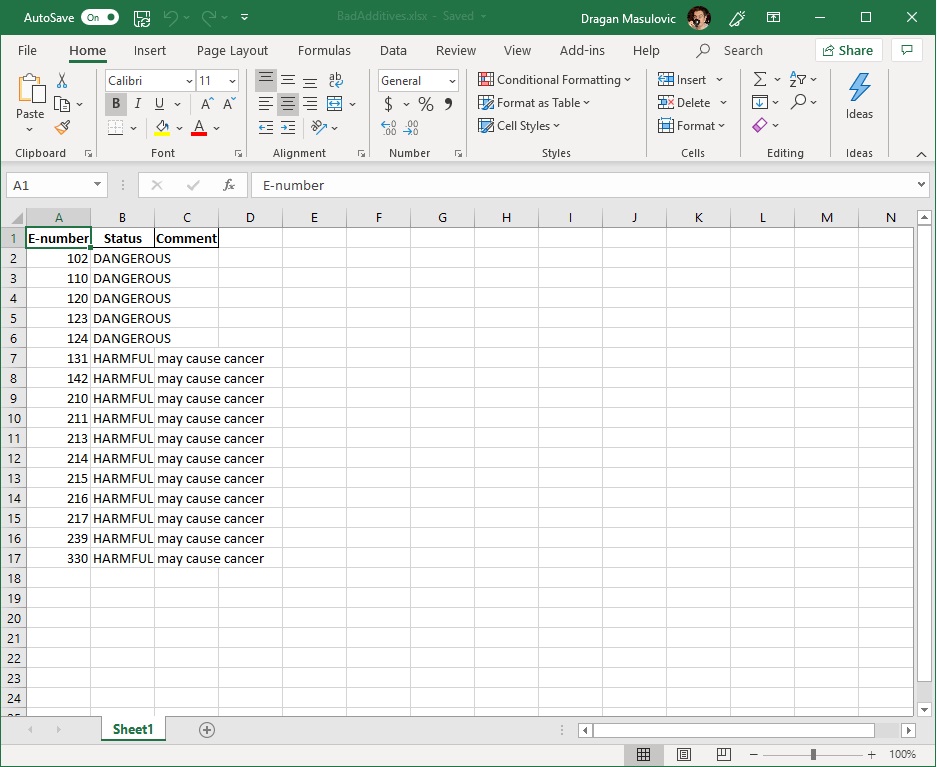 AutoSave On BadAdditives.xlsx - Saved Dragan Masulovic
File Home Insert Page Layout Formulas Data Review View Add-ins Help Search Share
Calibri 11 General Conditional Formatting Insert
Paste B I U A A $ % 9 Format as Table Delete Ideas
A .00 .0 Cell Styles Format
Clipboard Font Alignment Number Styles Cells Editing Ideas
A1 fx E-number
A B C D E F G H I J K L M N
1 E-number Status Comment
2 102 DANGEROUS
3 110 DANGEROUS
4 120 DANGEROUS
5 123 DANGEROUS
6 124 DANGEROUS
7 131 HARMFUL may cause cancer
8 142 HARMFUL may cause cancer
9 210 HARMFUL may cause cancer
10 211 HARMFUL may cause cancer
11 213 HARMFUL may cause cancer
12 214 HARMFUL may cause cancer
13 215 HARMFUL may cause cancer
14 216 HARMFUL may cause cancer
15 217 HARMFUL may cause cancer
16 239 HARMFUL may cause cancer
17 330 HARMFUL may cause cancer
18
19
20
21
22
23
24
Sheet1
100%